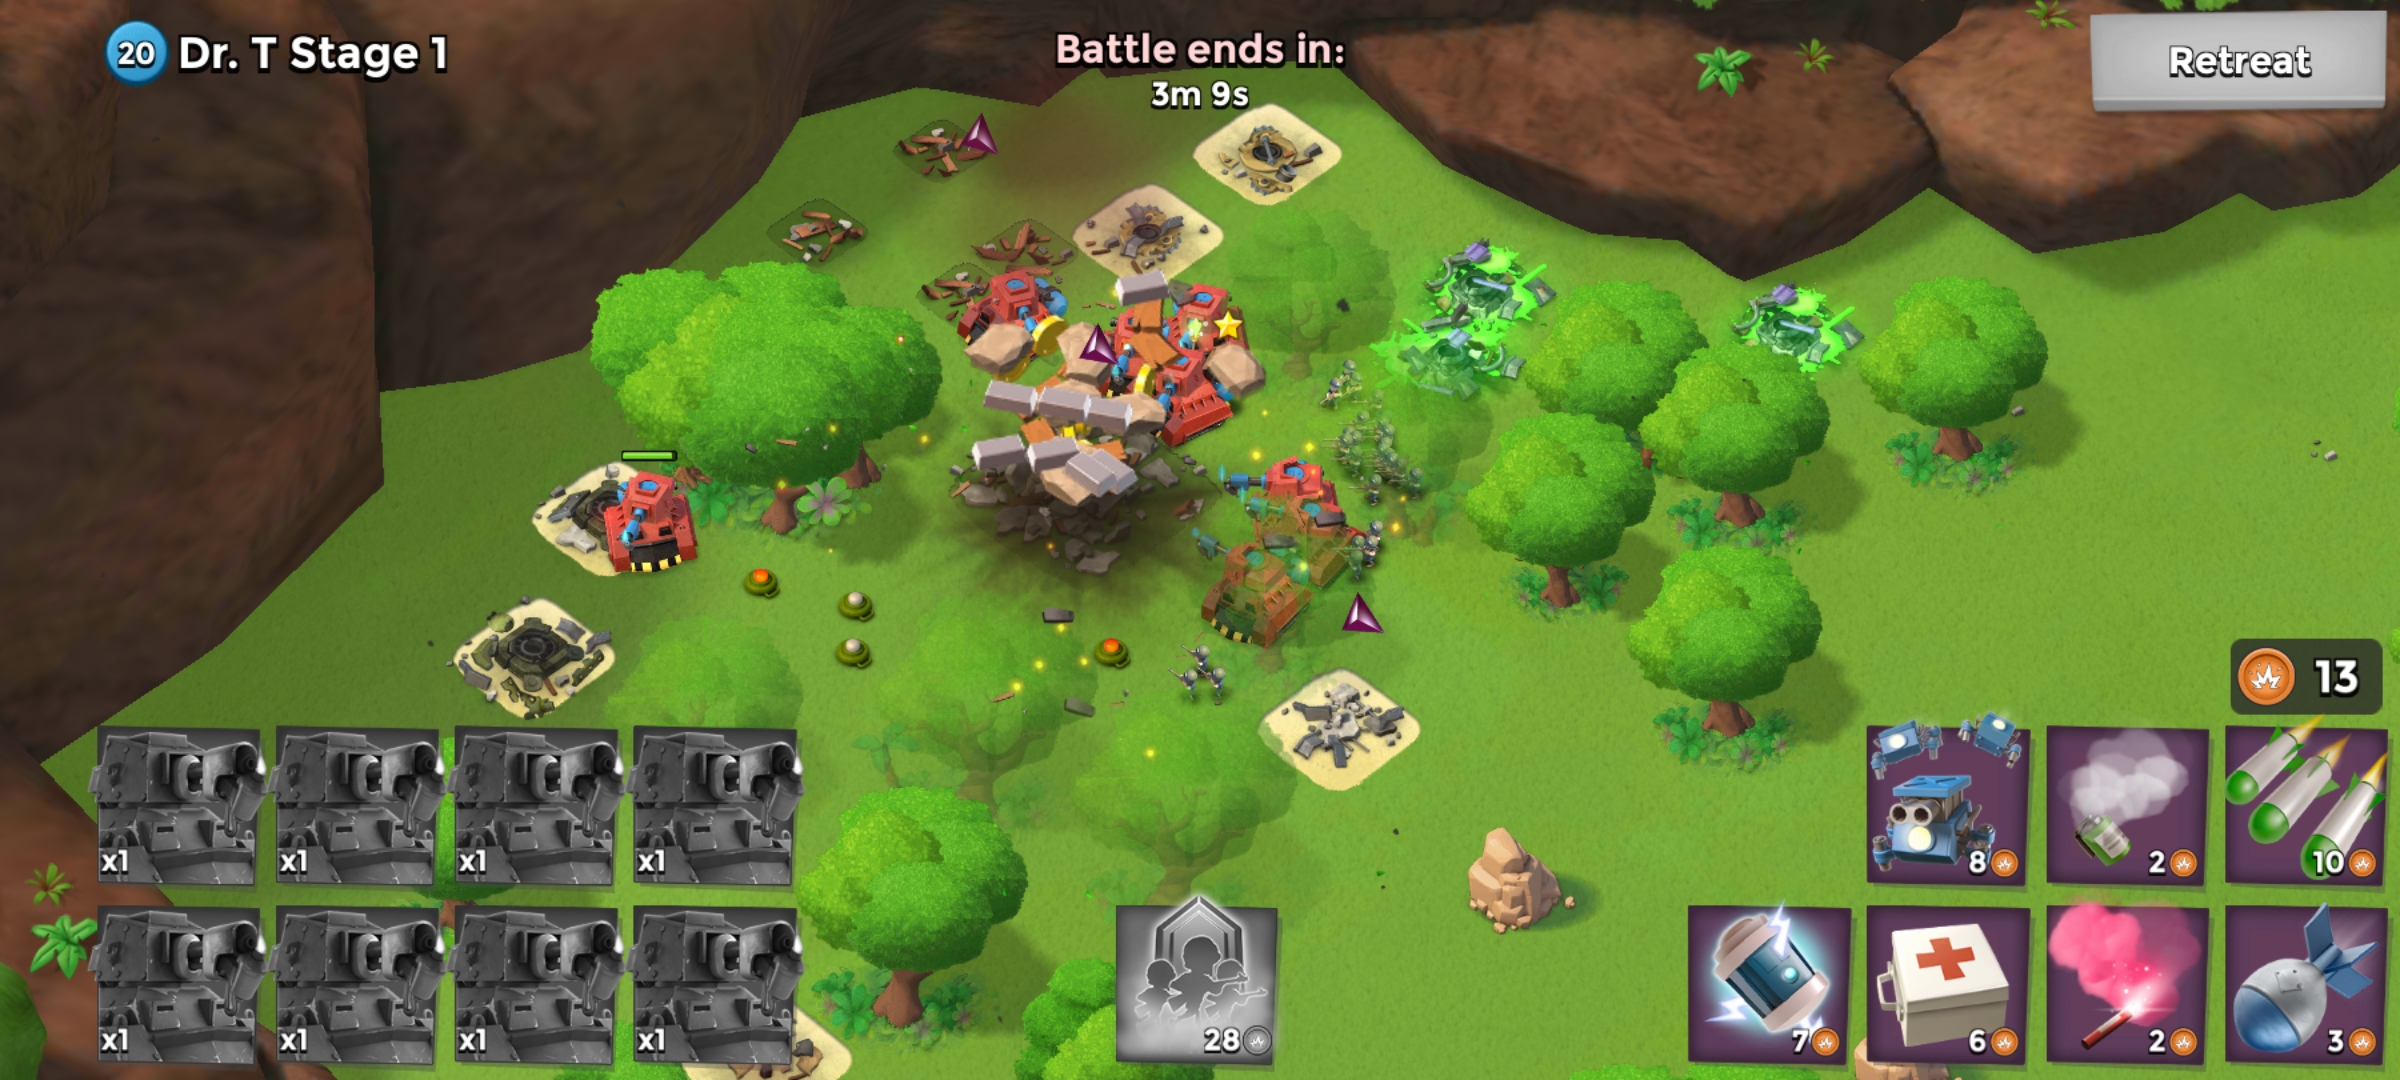 20 Dr. T Stage 1
Battle ends in:
3m 9s
Retreat
13
x1 x1 x1 x1
8 2 10
x1 x1 x1 x1
28
7 6 2 3